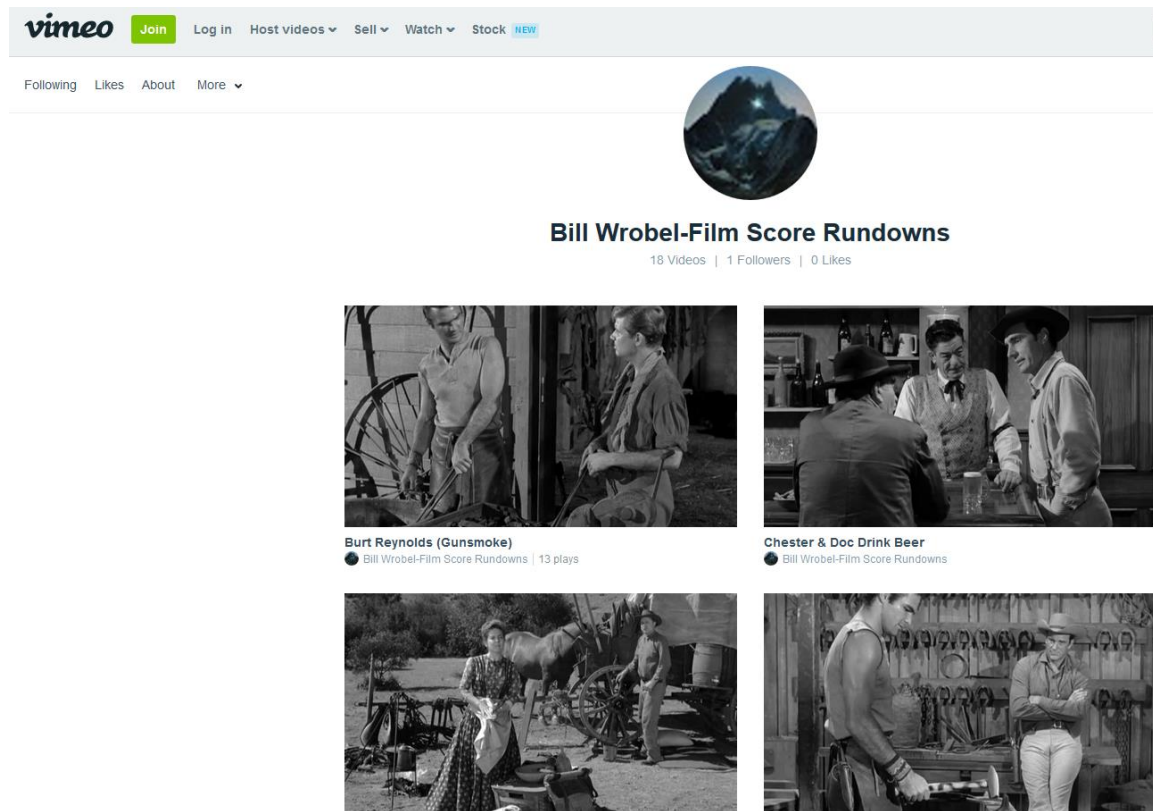 vimeo Join Log in Host videos Sell Watch Stock NEW
Following Likes About More
Bill Wrobel-Film Score Rundowns
18 Videos | 1 Followers | 0 Likes
Burt Reynolds (Gunsmoke)
Bill Wrobel-Film Score Rundowns | 13 plays
Chester & Doc Drink Beer
Bill Wrobel-Film Score Rundowns